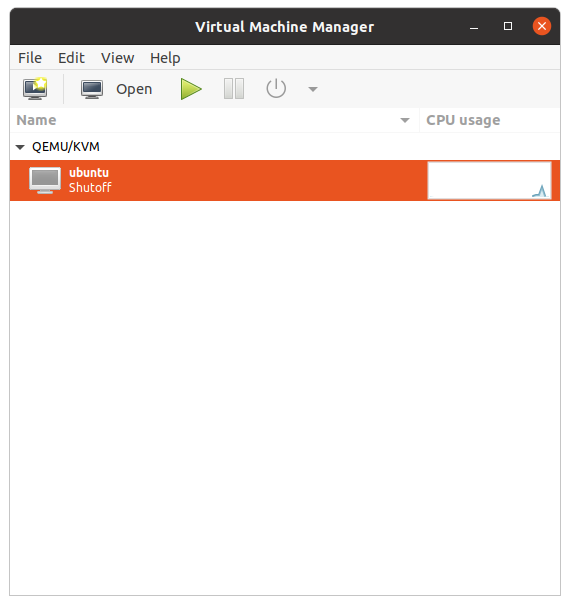 Virtual Machine Manager
File Edit View Help
Open
Name CPU usage
QEMU/KVM
ubuntu
Shutoff